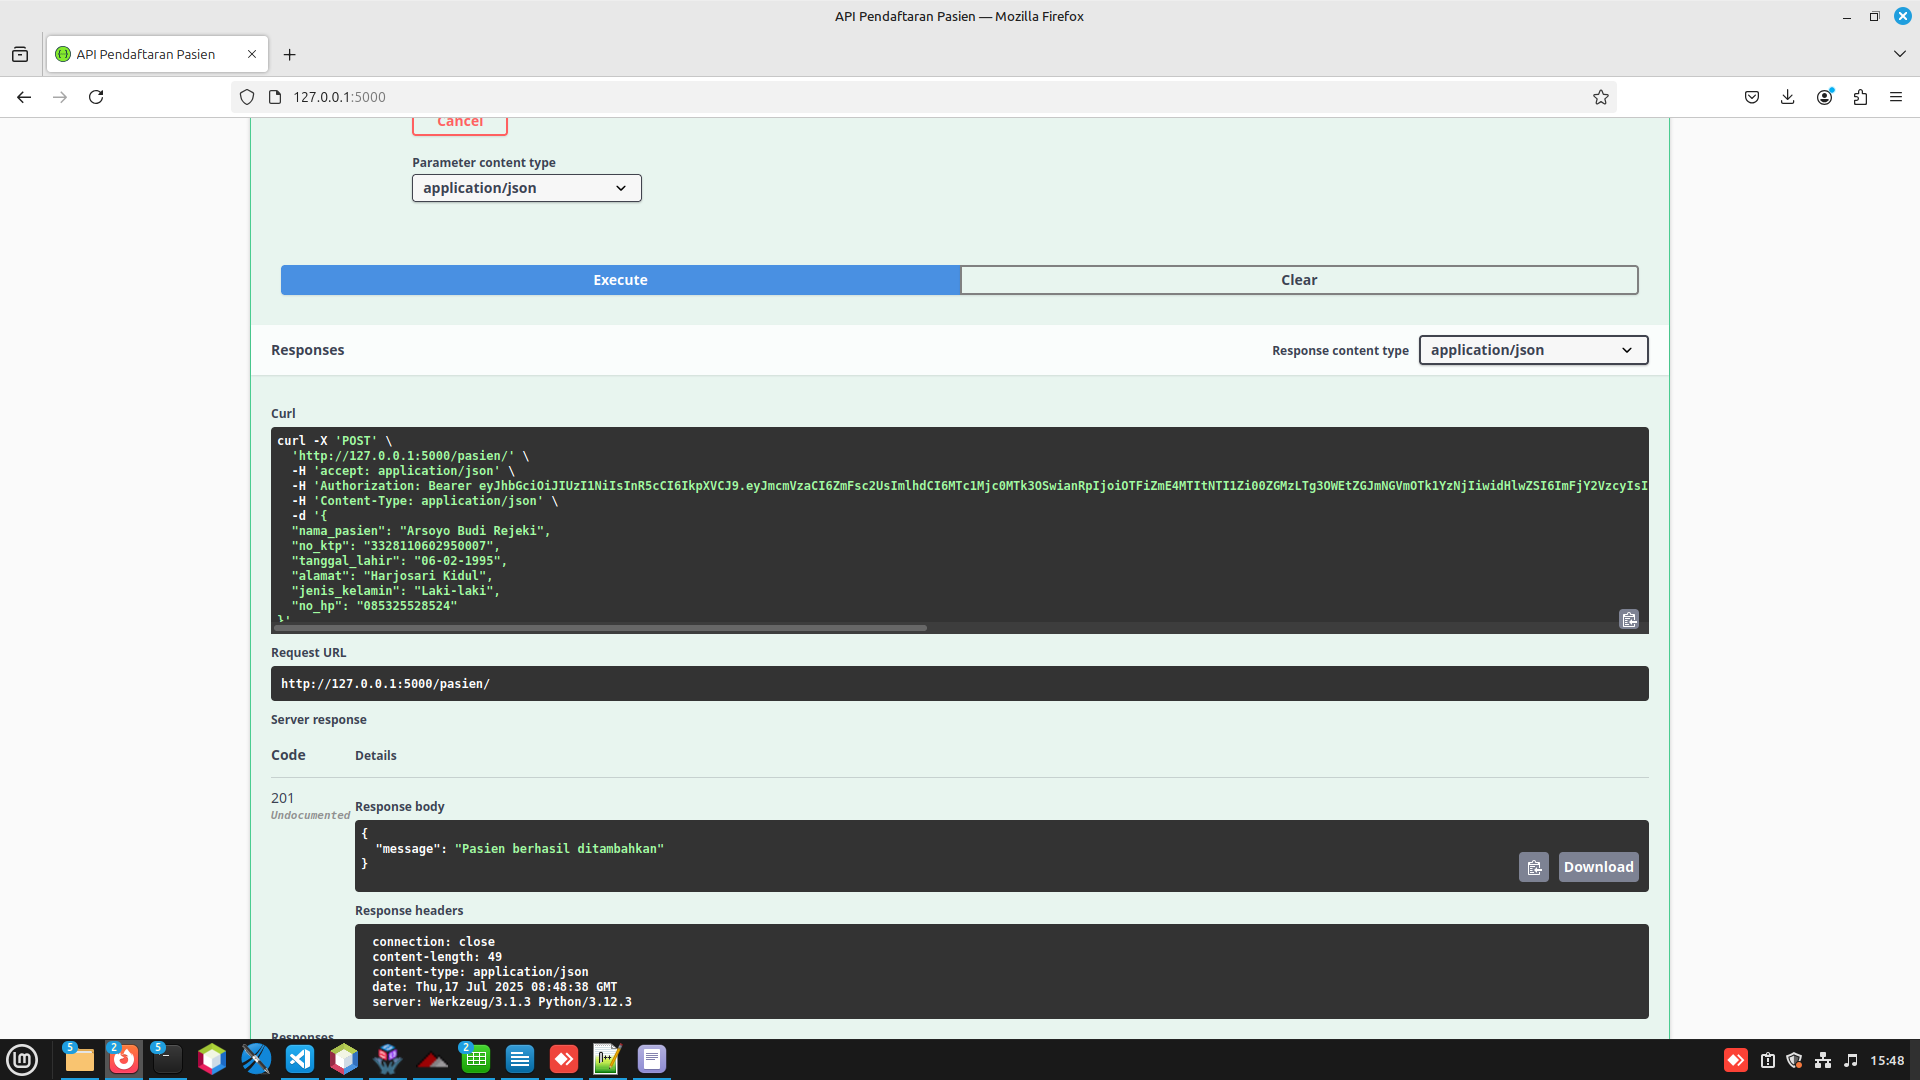 API Pendaftaran Pasien — Mozilla Firefox
API Pendaftaran Pasien
127.0.0.1:5000
Cancel
Parameter content type
application/json
Execute
Clear
Responses
Response content type
application/json
Curl
curl -X 'POST' \
'http://127.0.0.1:5000/pasien/' \
-H 'accept: application/json' \
-H 'Authorization: Bearer eyJhbGciOiJIUzI1NiIsInR5cCI6IkpXVCJ9.eyJmcmVzaCI6ZmFsc2UsImlhdCI6MTc1Mjc0MTk3OSwianRpIjoiOTFiZmE4MTItNTI1Zi00ZGMzLTg3OWEtZGJmNGVmOTk1YzNjIiwidHlwZSI6ImFjY2VzcyIsI
-H 'Content-Type: application/json' \
-d '{
"nama_pasien": "Arsoyo Budi Rejeki",
"no_ktp": "3328110602950007",
"tanggal_lahir": "06-02-1995",
"alamat": "Harjosari Kidul",
"jenis_kelamin": "Laki-laki",
"no_hp": "085325528524"
}'
Request URL
http://127.0.0.1:5000/pasien/
Server response
Code
Details
201
Undocumented
Response body
{
"message": "Pasien berhasil ditambahkan"
}
Download
Response headers
connection: close
content-length: 49
content-type: application/json
date: Thu,17 Jul 2025 08:48:38 GMT
server: Werkzeug/3.1.3 Python/3.12.3
Responses
5
2
5
2
15:48